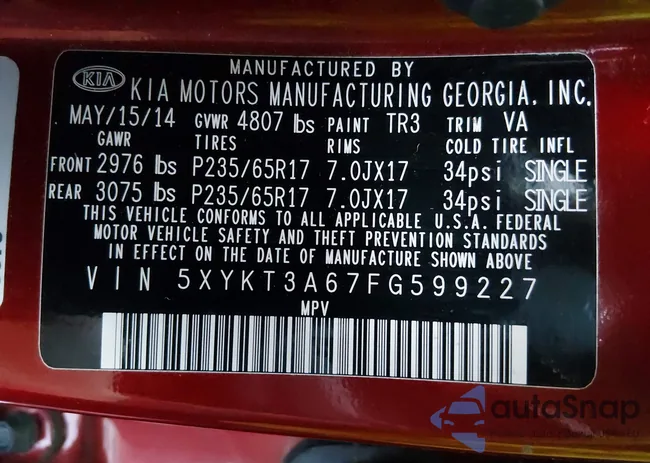 MANUFACTURED BY
KIA KIA MOTORS MANUFACTURING GEORGIA, INC.
MAY/15/14 GVWR 4807 lbs PAINT TR3 TRIM VA
GAWR TIRES RIMS COLD TIRE INFL
FRONT 2976 lbs P235/65R17 7.0JX17 34psi SINGLE
REAR 3075 lbs P235/65R17 7.0JX17 34psi SINGLE
THIS VEHICLE CONFORMS TO ALL APPLICABLE U.S.A. FEDERAL
MOTOR VEHICLE SAFETY AND THEFT PREVENTION STANDARDS
IN EFFECT ON THE DATE OF MANUFACTURE SHOWN ABOVE
VIN 5XYKT3A67FG599227
MPV
autoSnap